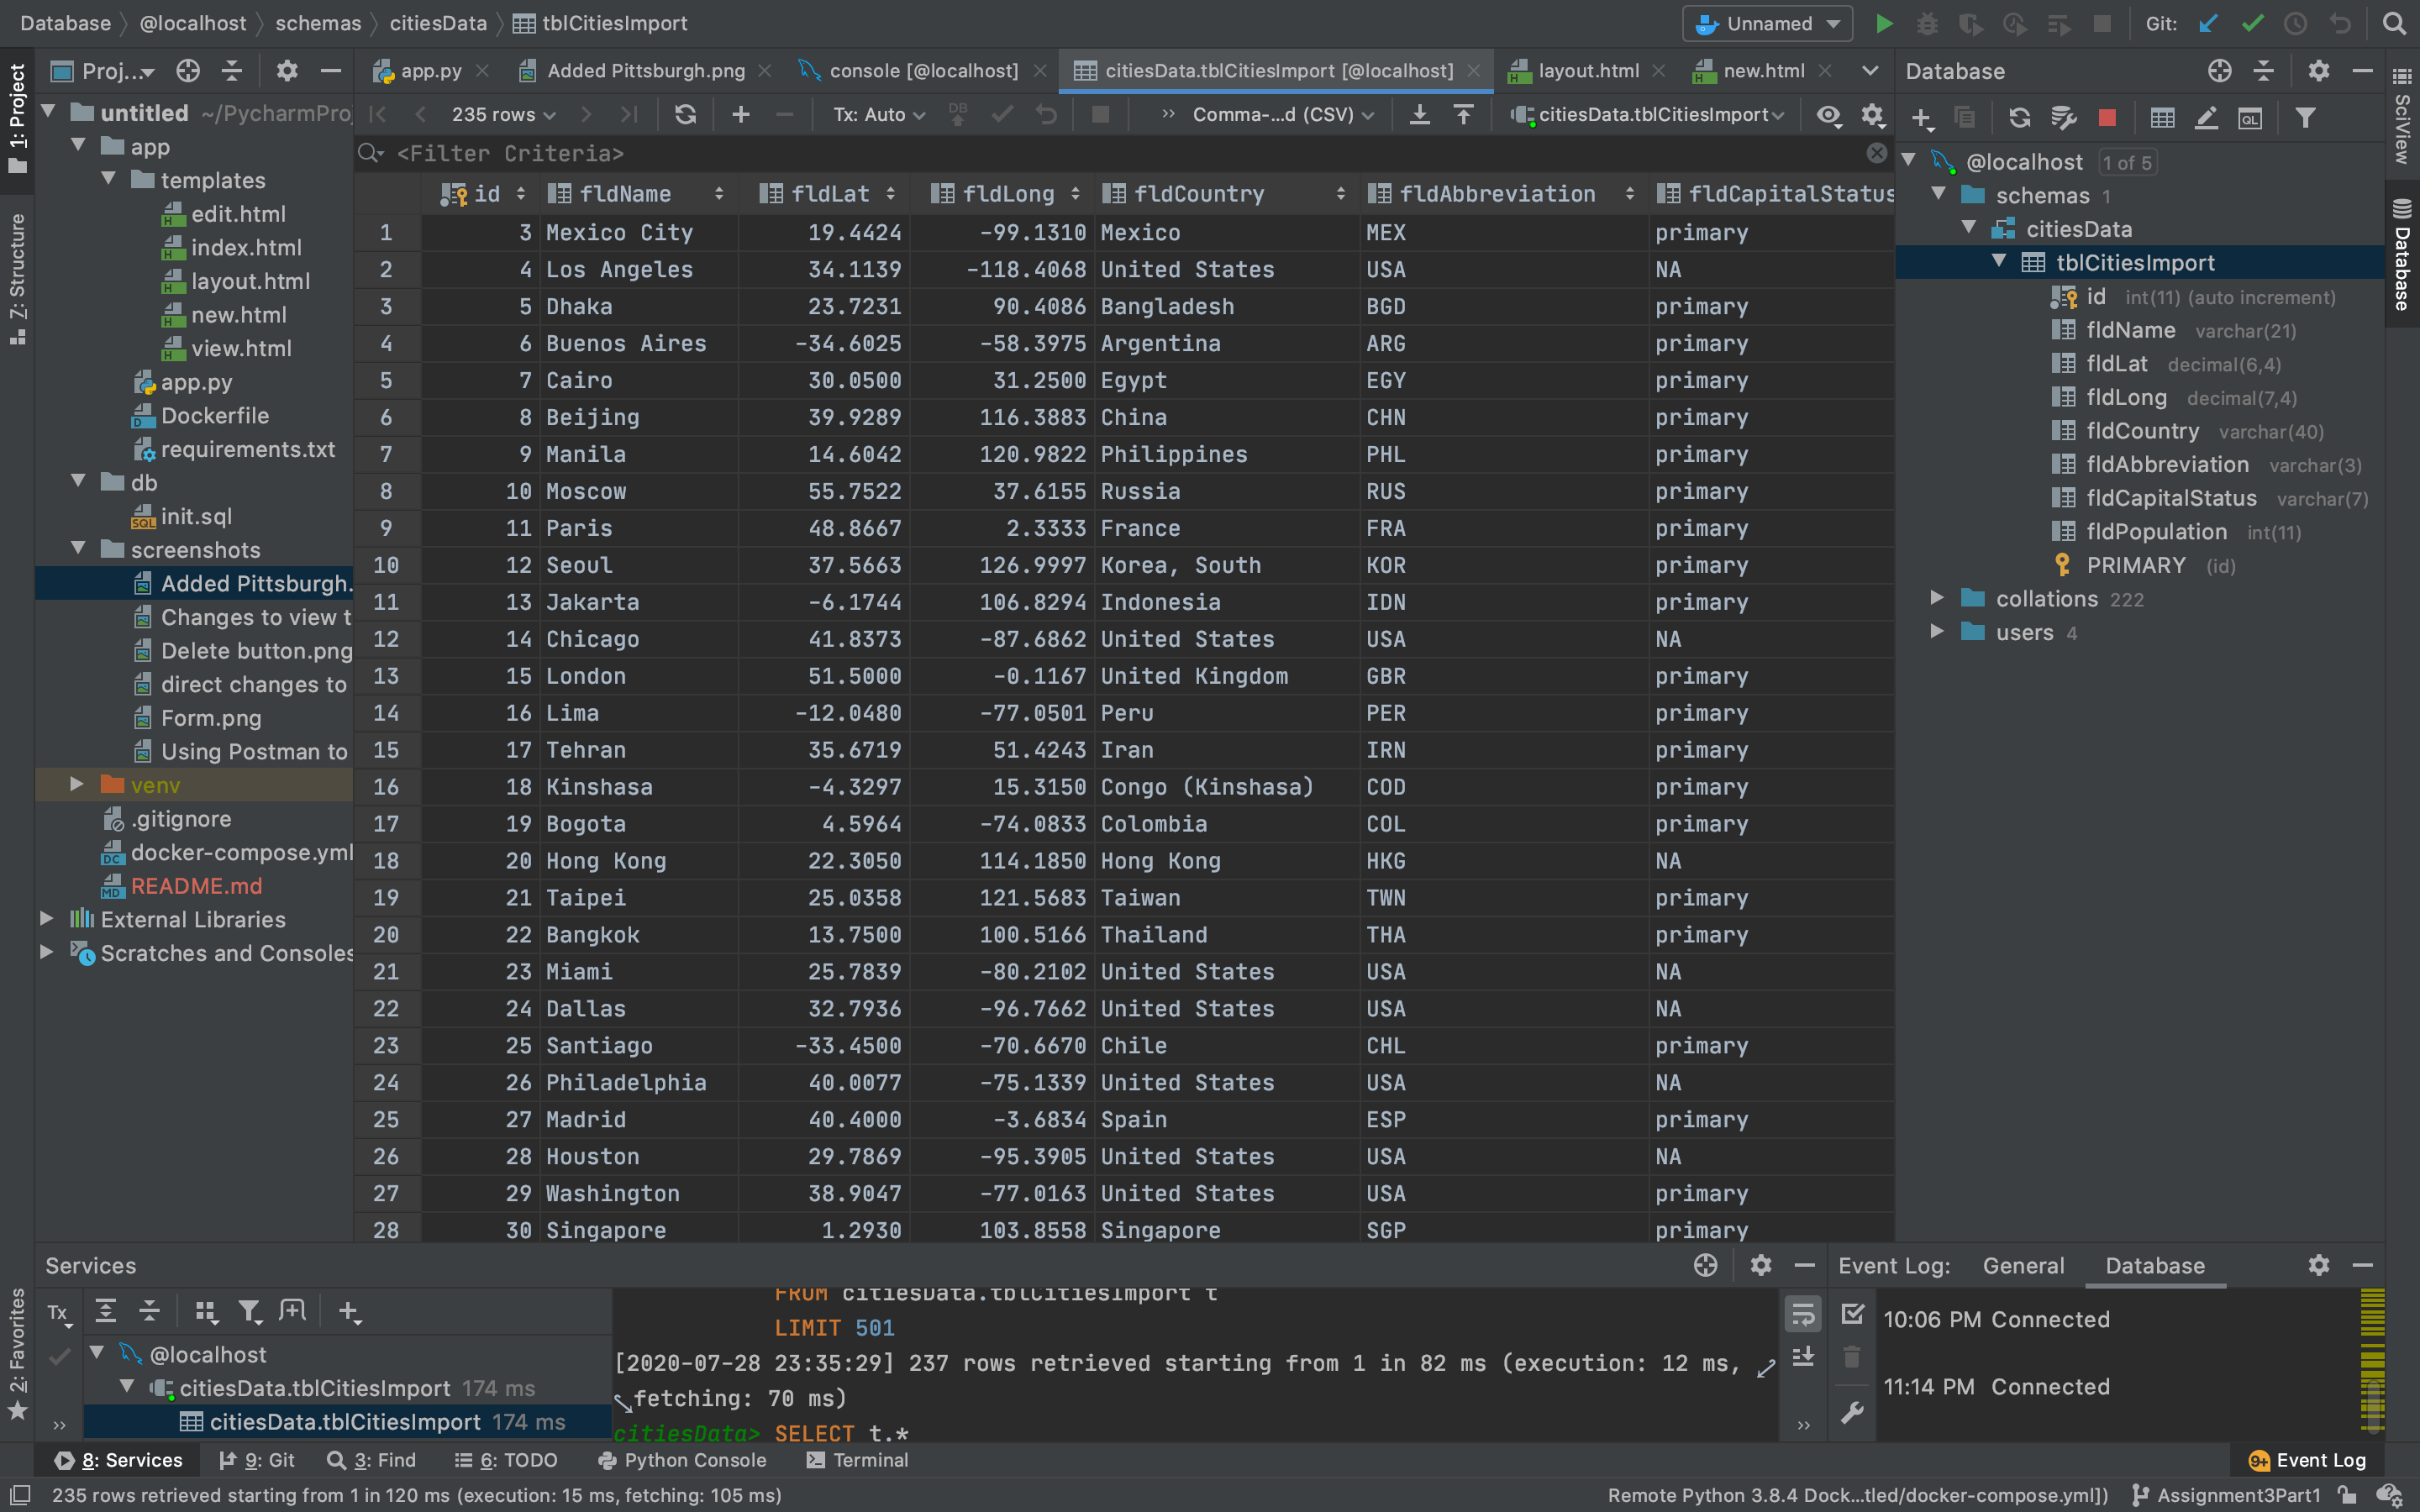 Database @localhost schemas citiesData tblCitiesImport Unnamed Git:
1: Project
7: Structure
2: Favorites
Proj...
untitled ~/PycharmProj
app
templates
edit.html
index.html
layout.html
new.html
view.html
app.py
Dockerfile
requirements.txt
db
init.sql
screenshots
Added Pittsburgh.
Changes to view t
Delete button.png
direct changes to
Form.png
Using Postman to
venv
.gitignore
docker-compose.yml
README.md
External Libraries
Scratches and Consoles
app.py Added Pittsburgh.png console [@localhost] citiesData.tblCitiesImport [@localhost] layout.html new.html
235 rows Tx: Auto DB Comma-...d (CSV) citiesData.tblCitiesImport
<Filter Criteria>
id fldName fldLat fldLong fldCountry fldAbbreviation fldCapitalStatus
1 3 Mexico City 19.4424 -99.1310 Mexico MEX primary
2 4 Los Angeles 34.1139 -118.4068 United States USA NA
3 5 Dhaka 23.7231 90.4086 Bangladesh BGD primary
4 6 Buenos Aires -34.6025 -58.3975 Argentina ARG primary
5 7 Cairo 30.0500 31.2500 Egypt EGY primary
6 8 Beijing 39.9289 116.3883 China CHN primary
7 9 Manila 14.6042 120.9822 Philippines PHL primary
8 10 Moscow 55.7522 37.6155 Russia RUS primary
9 11 Paris 48.8667 2.3333 France FRA primary
10 12 Seoul 37.5663 126.9997 Korea, South KOR primary
11 13 Jakarta -6.1744 106.8294 Indonesia IDN primary
12 14 Chicago 41.8373 -87.6862 United States USA NA
13 15 London 51.5000 -0.1167 United Kingdom GBR primary
14 16 Lima -12.0480 -77.0501 Peru PER primary
15 17 Tehran 35.6719 51.4243 Iran IRN primary
16 18 Kinshasa -4.3297 15.3150 Congo (Kinshasa) COD primary
17 19 Bogota 4.5964 -74.0833 Colombia COL primary
18 20 Hong Kong 22.3050 114.1850 Hong Kong HKG NA
19 21 Taipei 25.0358 121.5683 Taiwan TWN primary
20 22 Bangkok 13.7500 100.5166 Thailand THA primary
21 23 Miami 25.7839 -80.2102 United States USA NA
22 24 Dallas 32.7936 -96.7662 United States USA NA
23 25 Santiago -33.4500 -70.6670 Chile CHL primary
24 26 Philadelphia 40.0077 -75.1339 United States USA NA
25 27 Madrid 40.4000 -3.6834 Spain ESP primary
26 28 Houston 29.7869 -95.3905 United States USA NA
27 29 Washington 38.9047 -77.0163 United States USA primary
28 30 Singapore 1.2930 103.8558 Singapore SGP primary
Database
@localhost 1 of 5
schemas 1
citiesData
tblCitiesImport
id int(11) (auto increment)
fldName varchar(21)
fldLat decimal(6,4)
fldLong decimal(7,4)
fldCountry varchar(40)
fldAbbreviation varchar(3)
fldCapitalStatus varchar(7)
fldPopulation int(11)
PRIMARY (id)
collations 222
users 4
SciView
Database
Services
Tx
@localhost
citiesData.tblCitiesImport 174 ms
citiesData.tblCitiesImport 174 ms
FROM citiesData.tblCitiesImport t
LIMIT 501
[2020-07-28 23:35:29] 237 rows retrieved starting from 1 in 82 ms (execution: 12 ms,
fetching: 70 ms)
citiesData> SELECT t.*
Event Log: General Database
10:06 PM Connected
11:14 PM Connected
8: Services 9: Git 3: Find 6: TODO Python Console Terminal 9+ Event Log
235 rows retrieved starting from 1 in 120 ms (execution: 15 ms, fetching: 105 ms) Remote Python 3.8.4 Dock...tled/docker-compose.yml]) Assignment3Part1